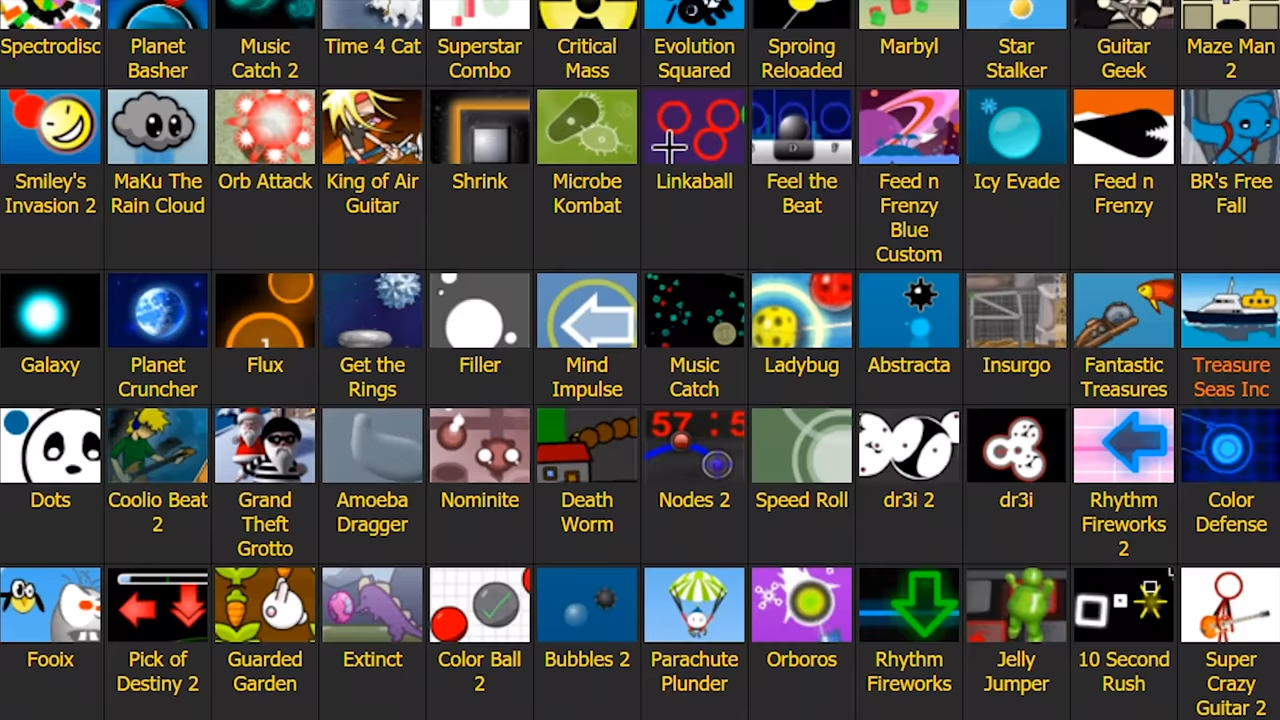 Spectrodisc
Planet
Basher
Music
Catch 2
Time 4 Cat
Superstar
Combo
Critical
Mass
Evolution
Squared
Sproing
Reloaded
Marbyl
Star
Stalker
Guitar
Geek
Maze Man
2
D
F
Smiley's
Invasion 2
MaKu The
Rain Cloud
Orb Attack
King of Air
Guitar
Shrink
Microbe
Kombat
Linkaball
Feel the
Beat
Feed n
Frenzy
Blue
Custom
Icy Evade
Feed n
Frenzy
BR's Free
Fall
Galaxy
Planet
Cruncher
Flux
Get the
Rings
Filler
Mind
Impulse
Music
Catch
Ladybug
Abstracta
Insurgo
Fantastic
Treasures
Treasure
Seas Inc
57:5
Dots
Coolio Beat
2
Grand
Theft
Grotto
Amoeba
Dragger
Nominite
Death
Worm
Nodes 2
Speed Roll
dr3i 2
dr3i
Rhythm
Fireworks
2
Color
Defense
Fooix
Pick of
Destiny 2
Guarded
Garden
Extinct
Color Ball
2
Bubbles 2
Parachute
Plunder
Orboros
Rhythm
Fireworks
Jelly
Jumper
10 Second
Rush
Super
Crazy
Guitar 2